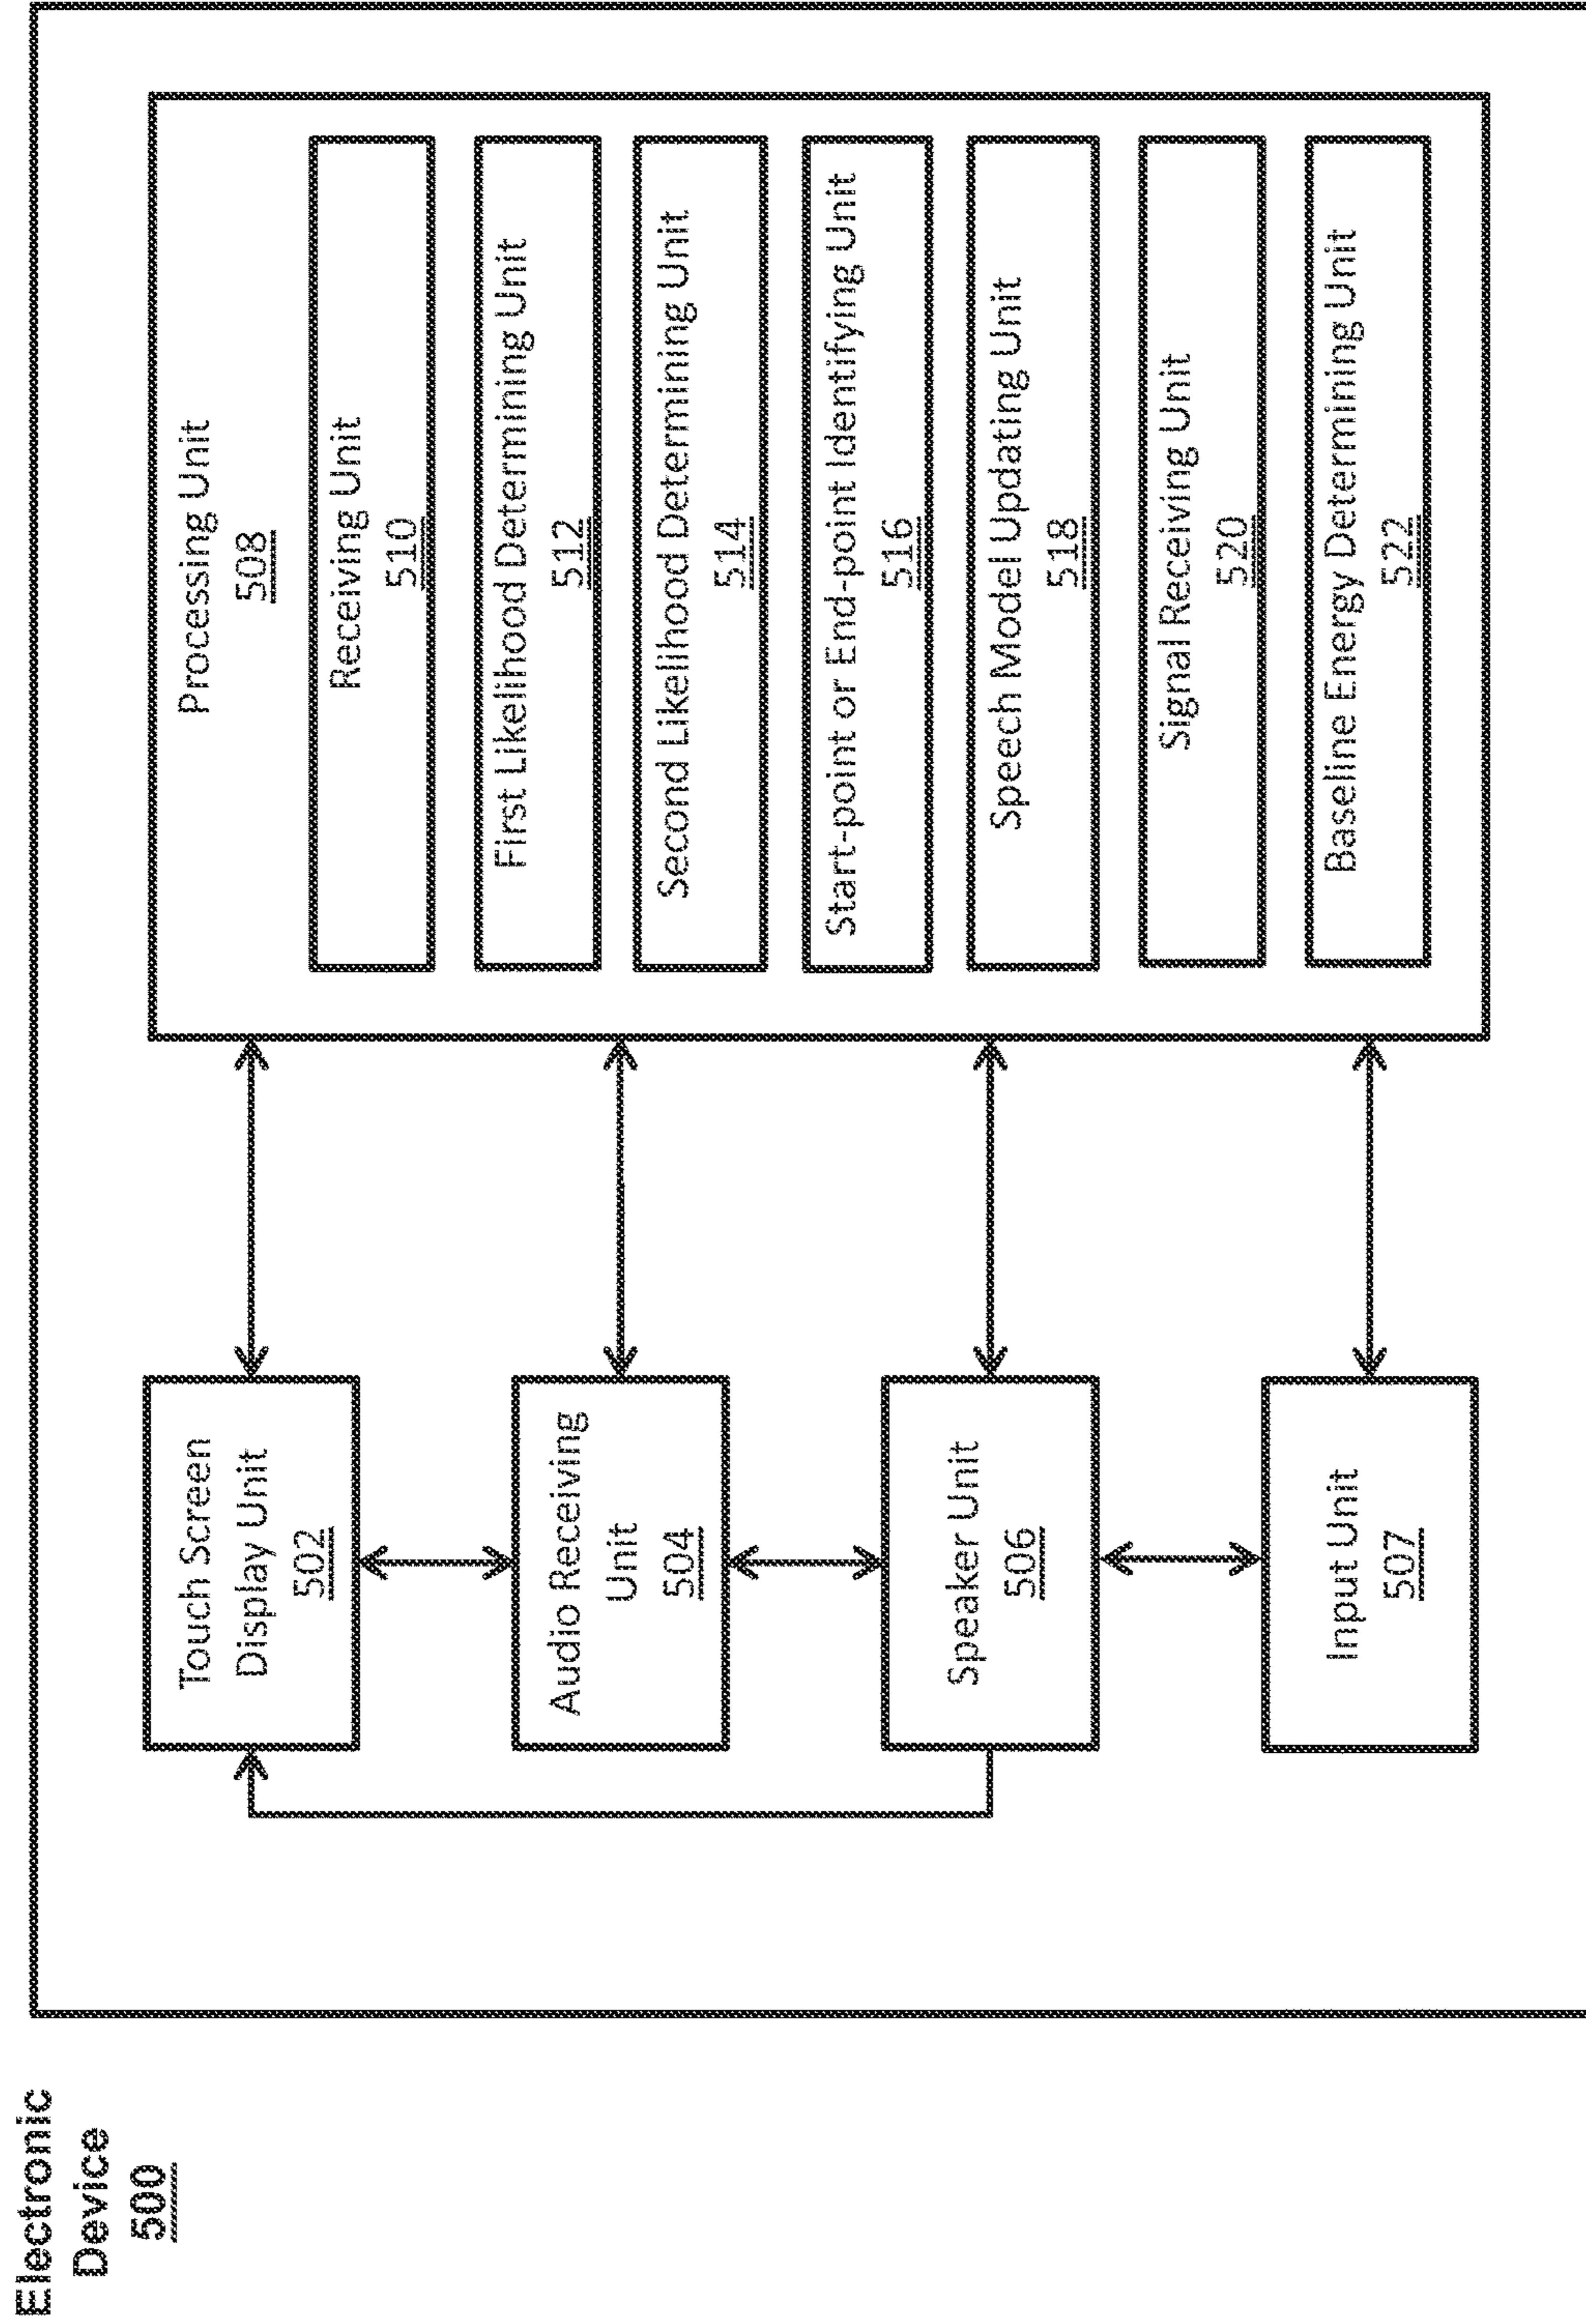 Electronic
Device
500
Touch Screen
Display Unit
502
Audio Receiving
Unit
504
Speaker Unit
506
Input Unit
507
Processing Unit
508
Receiving Unit
510
First Likelihood Determining Unit
512
Second Likelihood Determining Unit
514
Start-point or End-point Identifying Unit
516
Speech Model Updating Unit
518
Signal Receiving Unit
520
Baseline Energy Determining Unit
522